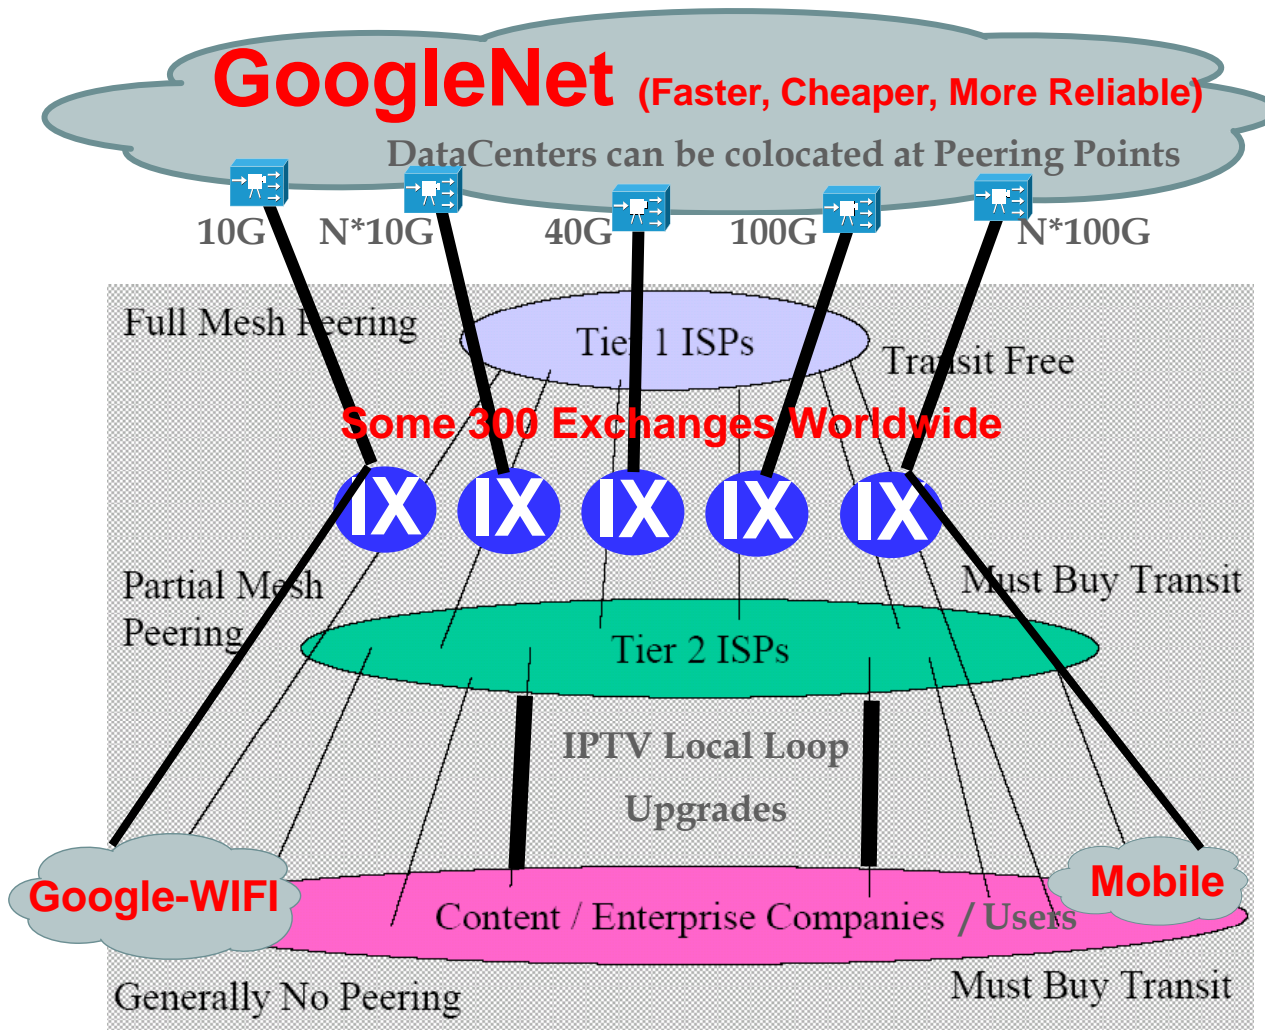 GoogleNet (Faster, Cheaper, More Reliable)
DataCenters can be colocated at Peering Points
10G N*10G 40G 100G N*100G
Full Mesh Peering
Tier 1 ISPs
Transit Free
Some 300 Exchanges Worldwide
IX IX IX IX IX
Partial Mesh
Peering
Must Buy Transit
Tier 2 ISPs
IPTV Local Loop
Upgrades
Google-WIFI
Mobile
Content / Enterprise Companies / Users
Generally No Peering
Must Buy Transit